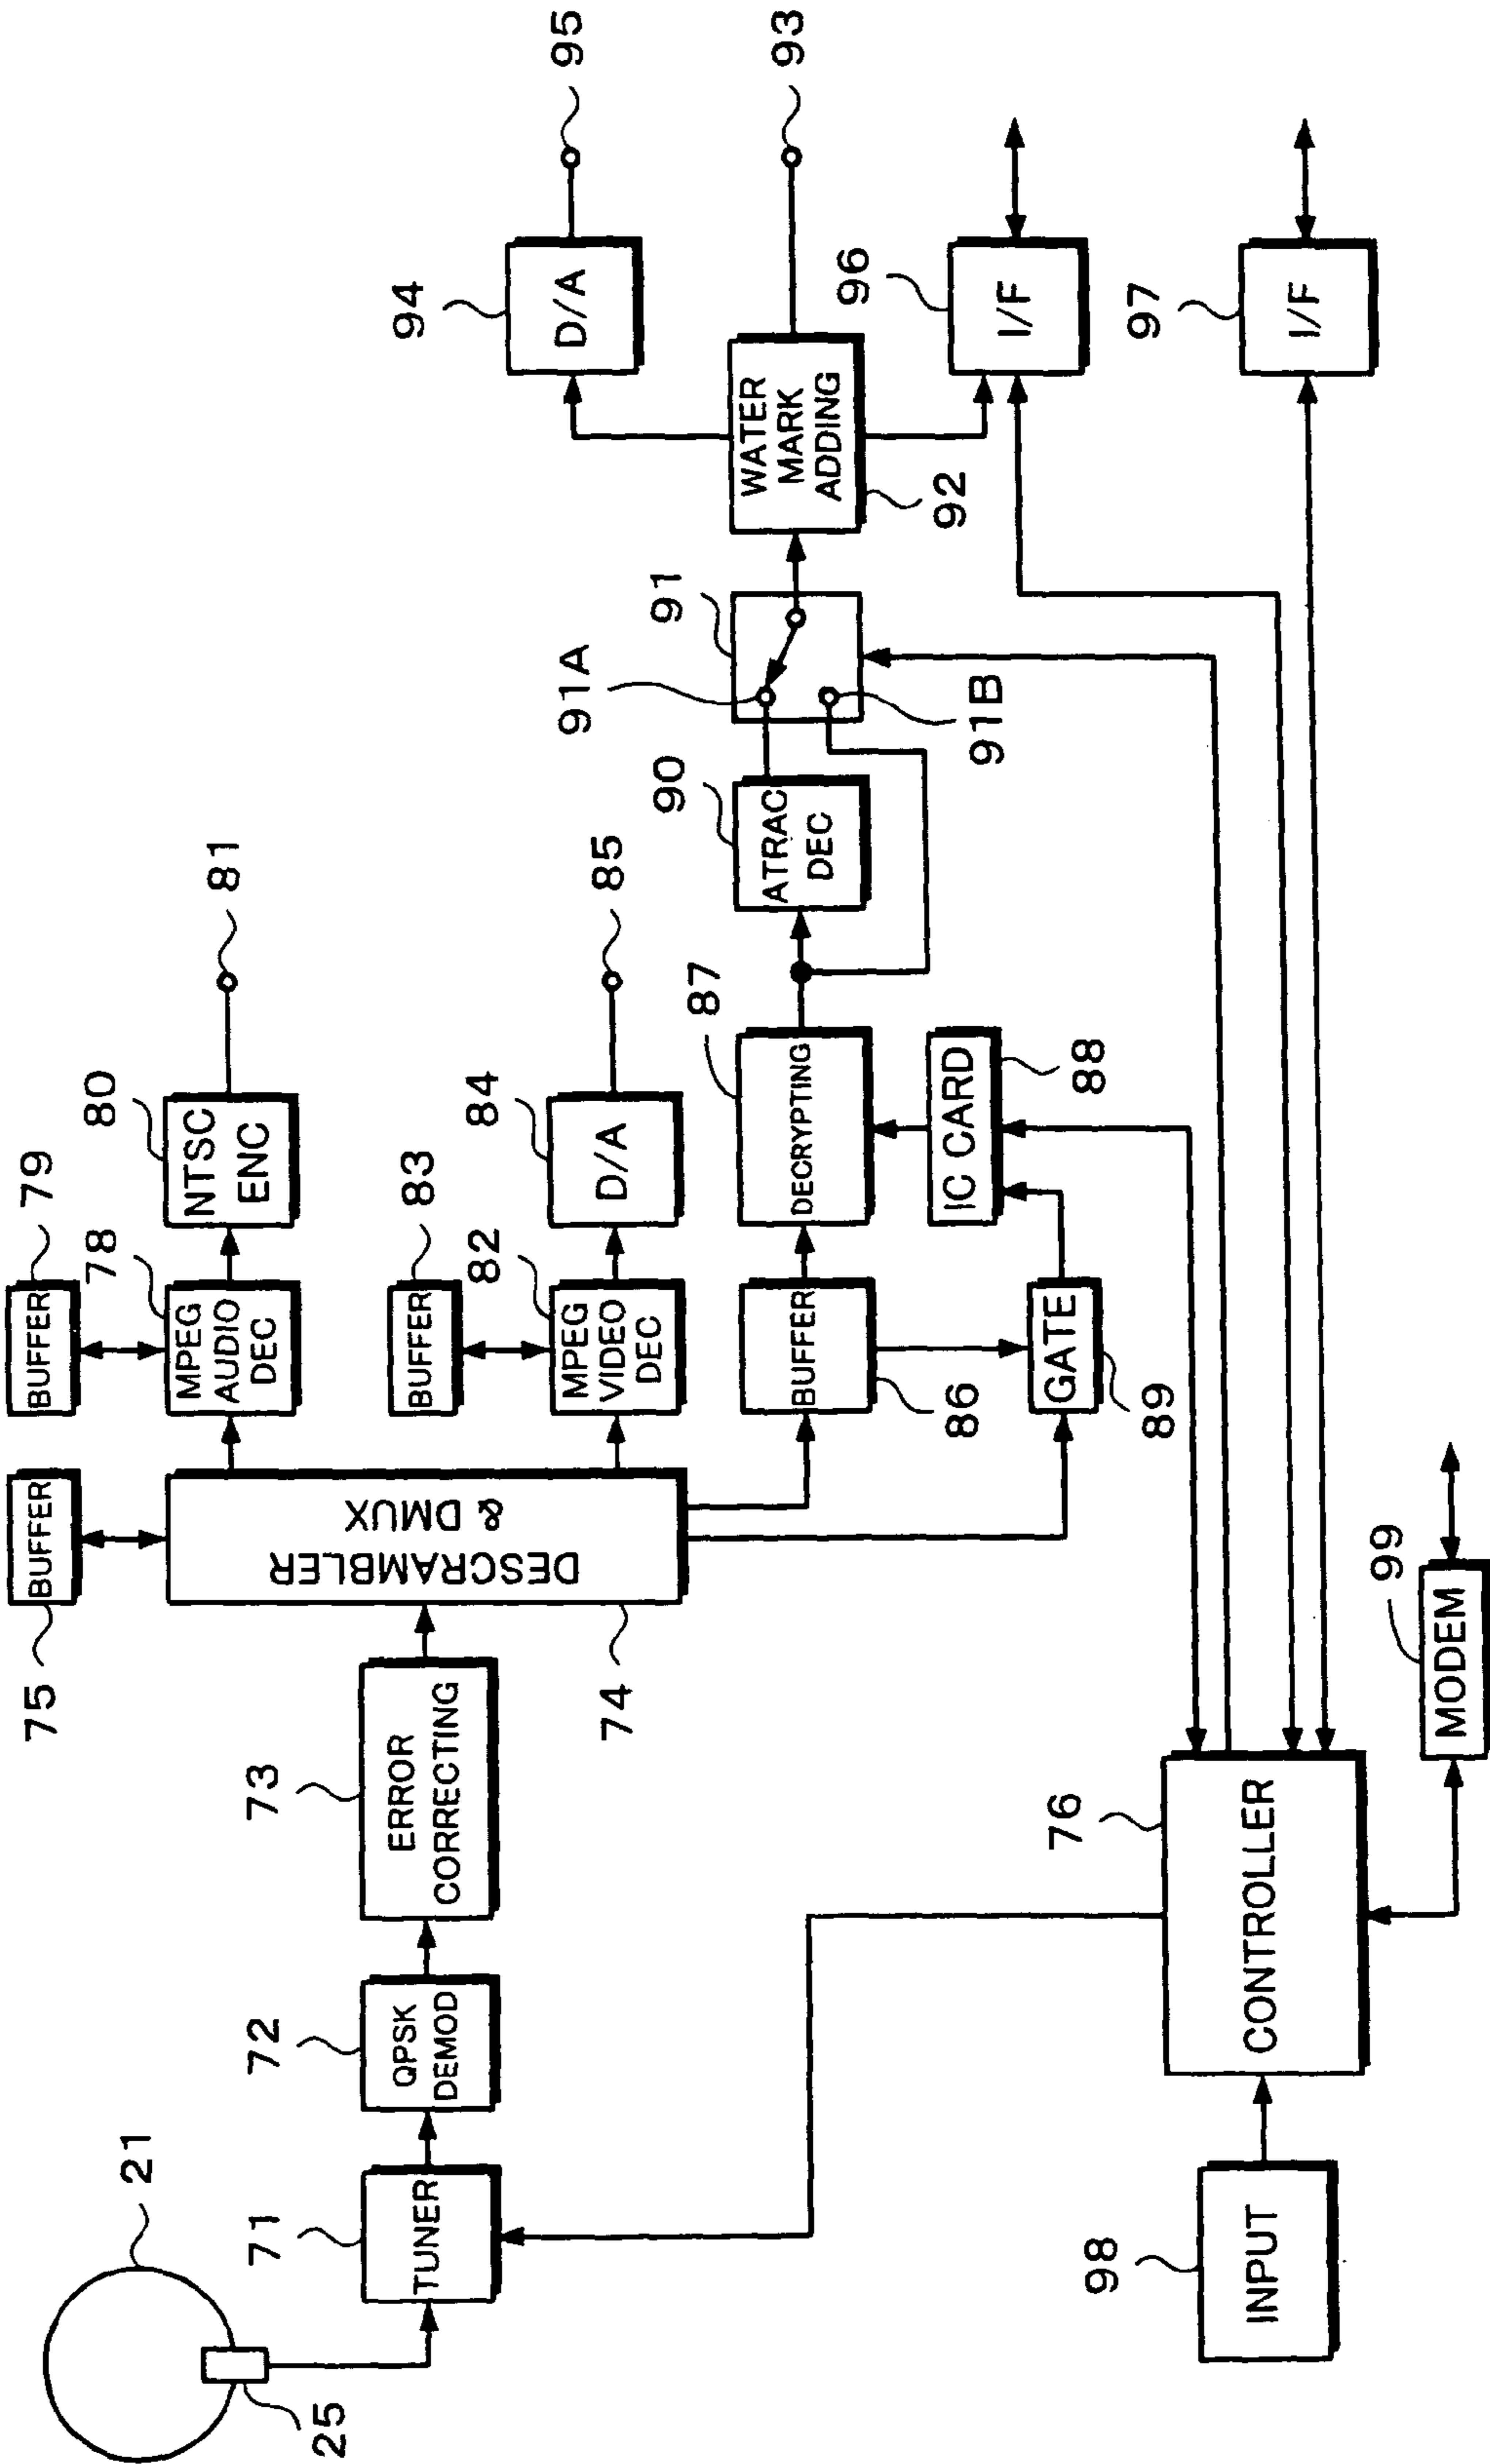 21
25
71
TUNER
72
QPSK
DEMOD
73
ERROR
CORRECTING
74
DESCRAMBLER
& DMUX
75
BUFFER
78
MPEG
AUDIO
DEC
79
BUFFER
80
NTSC
ENC
81
82
MPEG
VIDEO
DEC
83
BUFFER
84
D/A
85
86
BUFFER
87
DECRYPTING
88
IC CARD
89
GATE
90
ATRAC
DEC
91
91A
91B
92
WATER
MARK
ADDING
93
94
D/A
95
96
I/F
97
I/F
76
CONTROLLER
98
INPUT
99
MODEM